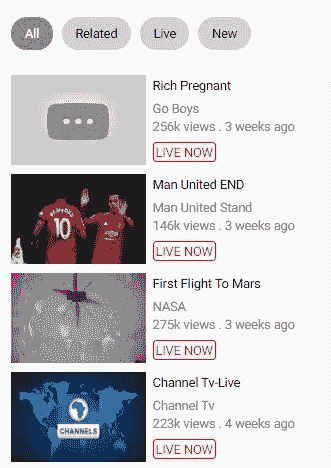 All Related Live New
Rich Pregnant
Go Boys
256k views . 3 weeks ago
LIVE NOW
10
Man United END
Man United Stand
146k views . 3 weeks ago
LIVE NOW
First Flight To Mars
NASA
275k views . 3 weeks ago
LIVE NOW
CHANNELS
Channel Tv-Live
Channel Tv
223k views . 4 weeks ago
LIVE NOW